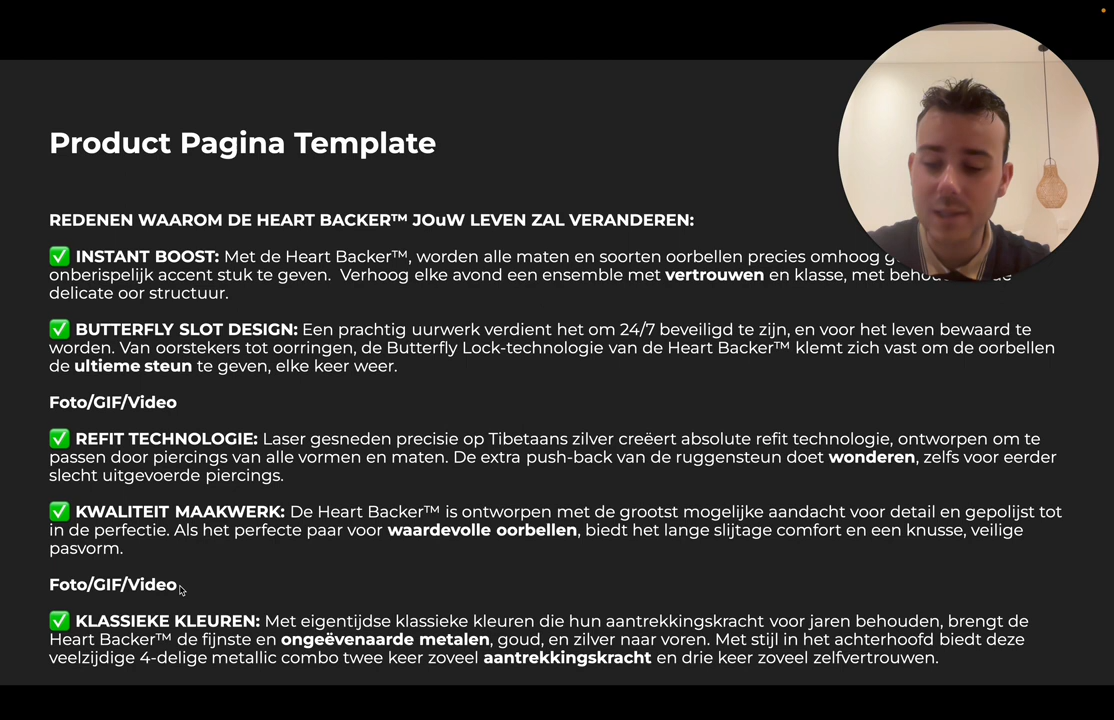 Product Pagina Template
REDENEN WAAROM DE HEART BACKER™ JOuW LEVEN ZAL VERANDEREN:
✅ INSTANT BOOST: Met de Heart Backer™, worden alle maten en soorten oorbellen precies omhoog
onberispelijk accent stuk te geven. Verhoog elke avond een ensemble met vertrouwen en klasse, met
delicate oor structuur.
✅ BUTTERFLY SLOT DESIGN: Een prachtig uurwerk verdient het om 24/7 beveiligd te zijn, en voor het leven bewaard te
worden. Van oorstekers tot oorringen, de Butterfly Lock-technologie van de Heart Backer™ klemt zich vast om de oorbellen
de ultieme steun te geven, elke keer weer.
Foto/GIF/Video
✅ REFIT TECHNOLOGIE: Laser gesneden precisie op Tibetaans zilver creëert absolute refit technologie, ontworpen om te
passen door piercings van alle vormen en maten. De extra push-back van de ruggensteun doet wonderen, zelfs voor eerder
slecht uitgevoerde piercings.
✅ KWALITEIT MAAKWERK: De Heart Backer™ is ontworpen met de grootst mogelijke aandacht voor detail en gepolijst tot
in de perfectie. Als het perfecte paar voor waardevolle oorbellen, biedt het lange slijtage comfort en een knusse, veilige
pasvorm.
Foto/GIF/Video
✅ KLASSIEKE KLEUREN: Met eigentijdse klassieke kleuren die hun aantrekkingskracht voor jaren behouden, brengt de
Heart Backer™ de fijnste en ongeëvenaarde metalen, goud, en zilver naar voren. Met stijl in het achterhoofd biedt deze
veelzijdige 4-delige metallic combo twee keer zoveel aantrekkingskracht en drie keer zoveel zelfvertrouwen.